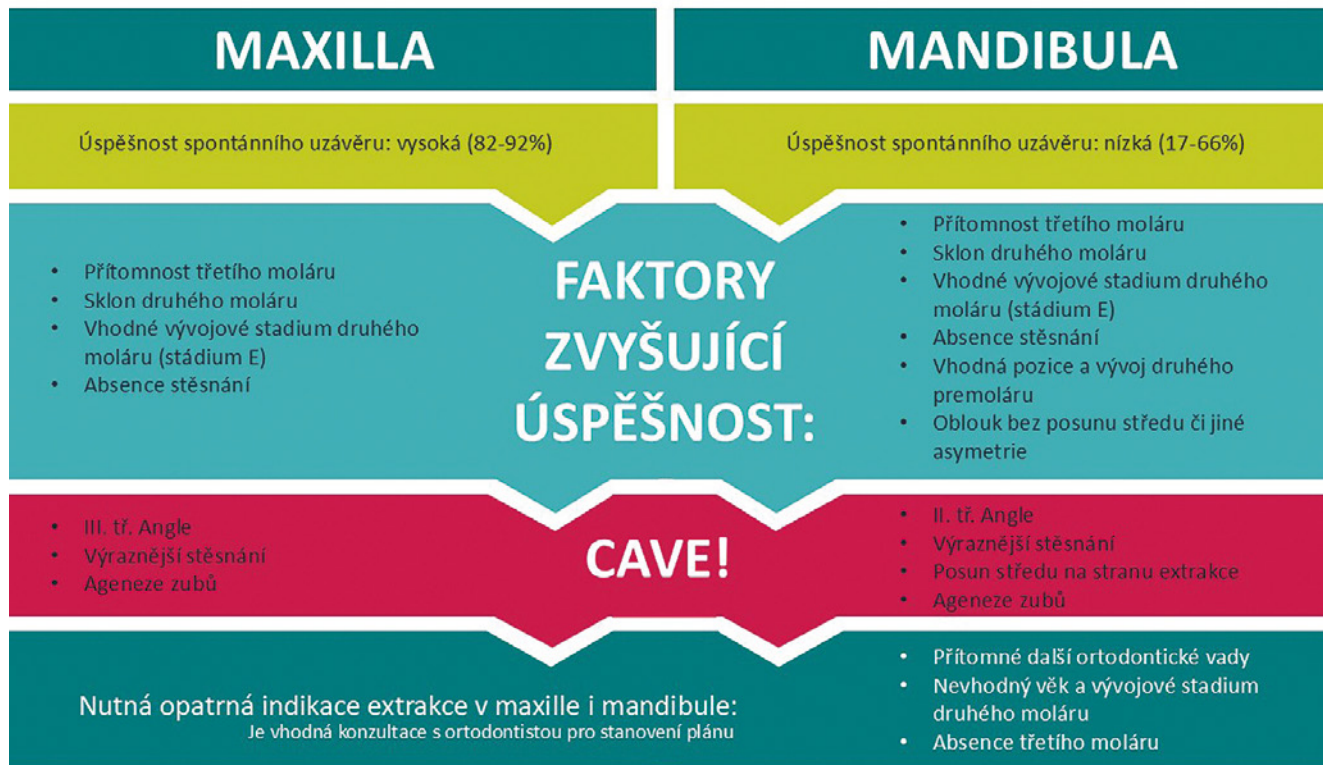 MAXILLA
MANDIBULA
Úspěšnost spontánního uzávěru: vysoká (82-92%)
Úspěšnost spontánního uzávěru: nízká (17-66%)
• Přítomnost třetího moláru
• Sklon druhého moláru
• Vhodné vývojové stadium druhého
moláru (stádium E)
• Absence stěsnání
FAKTORY
ZVYŠUJÍCÍ
ÚSPĚŠNOST:
• Přítomnost třetího moláru
• Sklon druhého moláru
• Vhodné vývojové stadium druhého
moláru (stádium E)
• Absence stěsnání
• Vhodná pozice a vývoj druhého
premoláru
• Oblouk bez posunu středu či jiné
asymetrie
• III. tř. Angle
• Výraznější stěsnání
• Ageneze zubů
CAVE!
• II. tř. Angle
• Výraznější stěsnání
• Posun středu na stranu extrakce
• Ageneze zubů
Nutná opatrná indikace extrakce v maxille i mandibule:
Je vhodná konzultace s ortodontistou pro stanovení plánu
• Přítomné další ortodontické vady
• Nevhodný věk a vývojové stadium
druhého moláru
• Absence třetího moláru